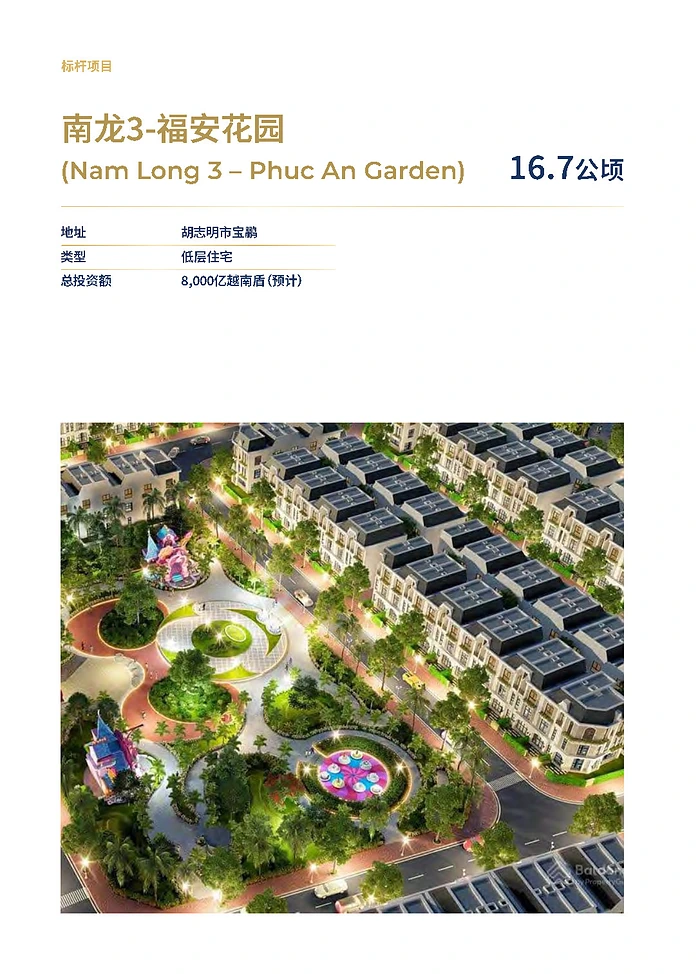 标杆项目
南龙3-福安花园
(Nam Long 3 – Phuc An Garden)
16.7公顷
地址 胡志明市宝鹏
类型 低层住宅
总投资额 8,000亿越南盾（预计）